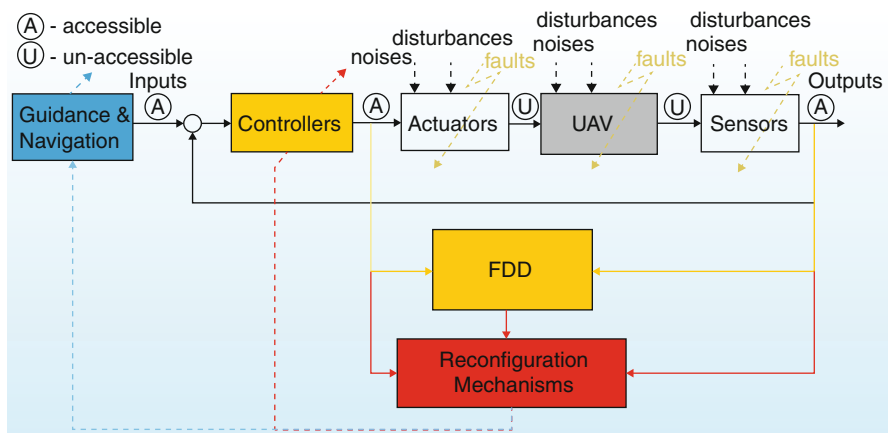 A - accessible
U - un-accessible
Inputs
noises
disturbances
faults
disturbances
noises
faults
disturbances
noises
faults
Outputs
Guidance &
Navigation
A
Controllers
A
Actuators
U
UAV
U
Sensors
A
FDD
Reconfiguration
Mechanisms